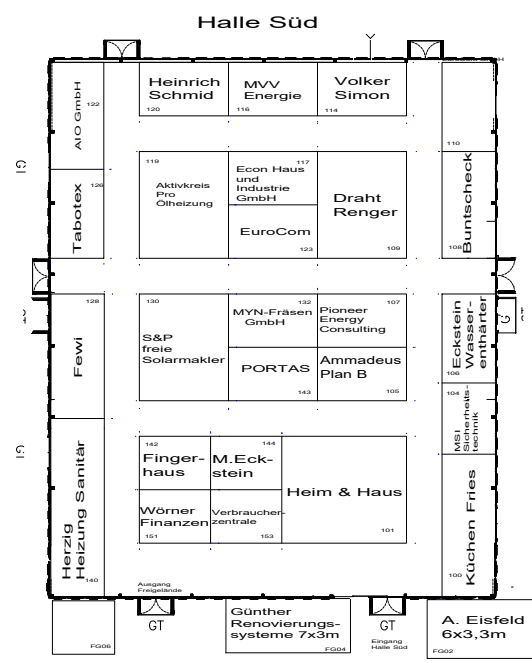 Halle Süd
Heinrich
Schmid
120
MVV
Energie
116
Volker
Simon
114
AIO GmbH
122
110
GI
Tabotex
126
119
Aktivkreis
Pro
Ölheizung
117
Econ Haus
und
Industrie
GmbH
EuroCom
123
Draht
Renger
109
Buntscheck
108
128
Fewi
130
S&P
freie
Solarmakler
132
MYN-Fräsen
GmbH
107
Pioneer
Energy
Consulting
PORTAS
143
Ammadeus
Plan B
105
Eckstein
Wasser-
enthärter
106
G
104
MSI
Sicherheits-
technik
GI
Herzig
Heizung Sanitär
140
142
Finger-
haus
144
M.Eck-
stein
Wörner
Finanzen
151
Verbraucher-
zentrale
153
Heim & Haus
101
Küchen Fries
100
Ausgang
Freigelände
GT
FG06
Günther
Renovierungs-
systeme 7x3m
FG04
GT
Eingang
Halle Süd
A. Eisfeld
6x3,3m
FG02